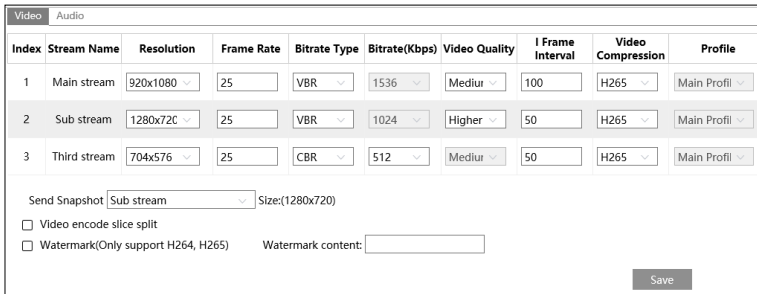 Video Audio
Index Stream Name Resolution Frame Rate Bitrate Type Bitrate(Kbps) Video Quality I Frame Interval Video Compression Profile
1 Main stream 920x1080 25 VBR 1536 Mediur 100 H265 Main Profil
2 Sub stream 1280x72( 25 VBR 1024 Higher 50 H265 Main Profil
3 Third stream 704x576 25 CBR 512 Mediur 50 H265 Main Profil
Send Snapshot Sub stream Size:(1280x720)
Video encode slice split
Watermark(Only support H264, H265) Watermark content:
Save